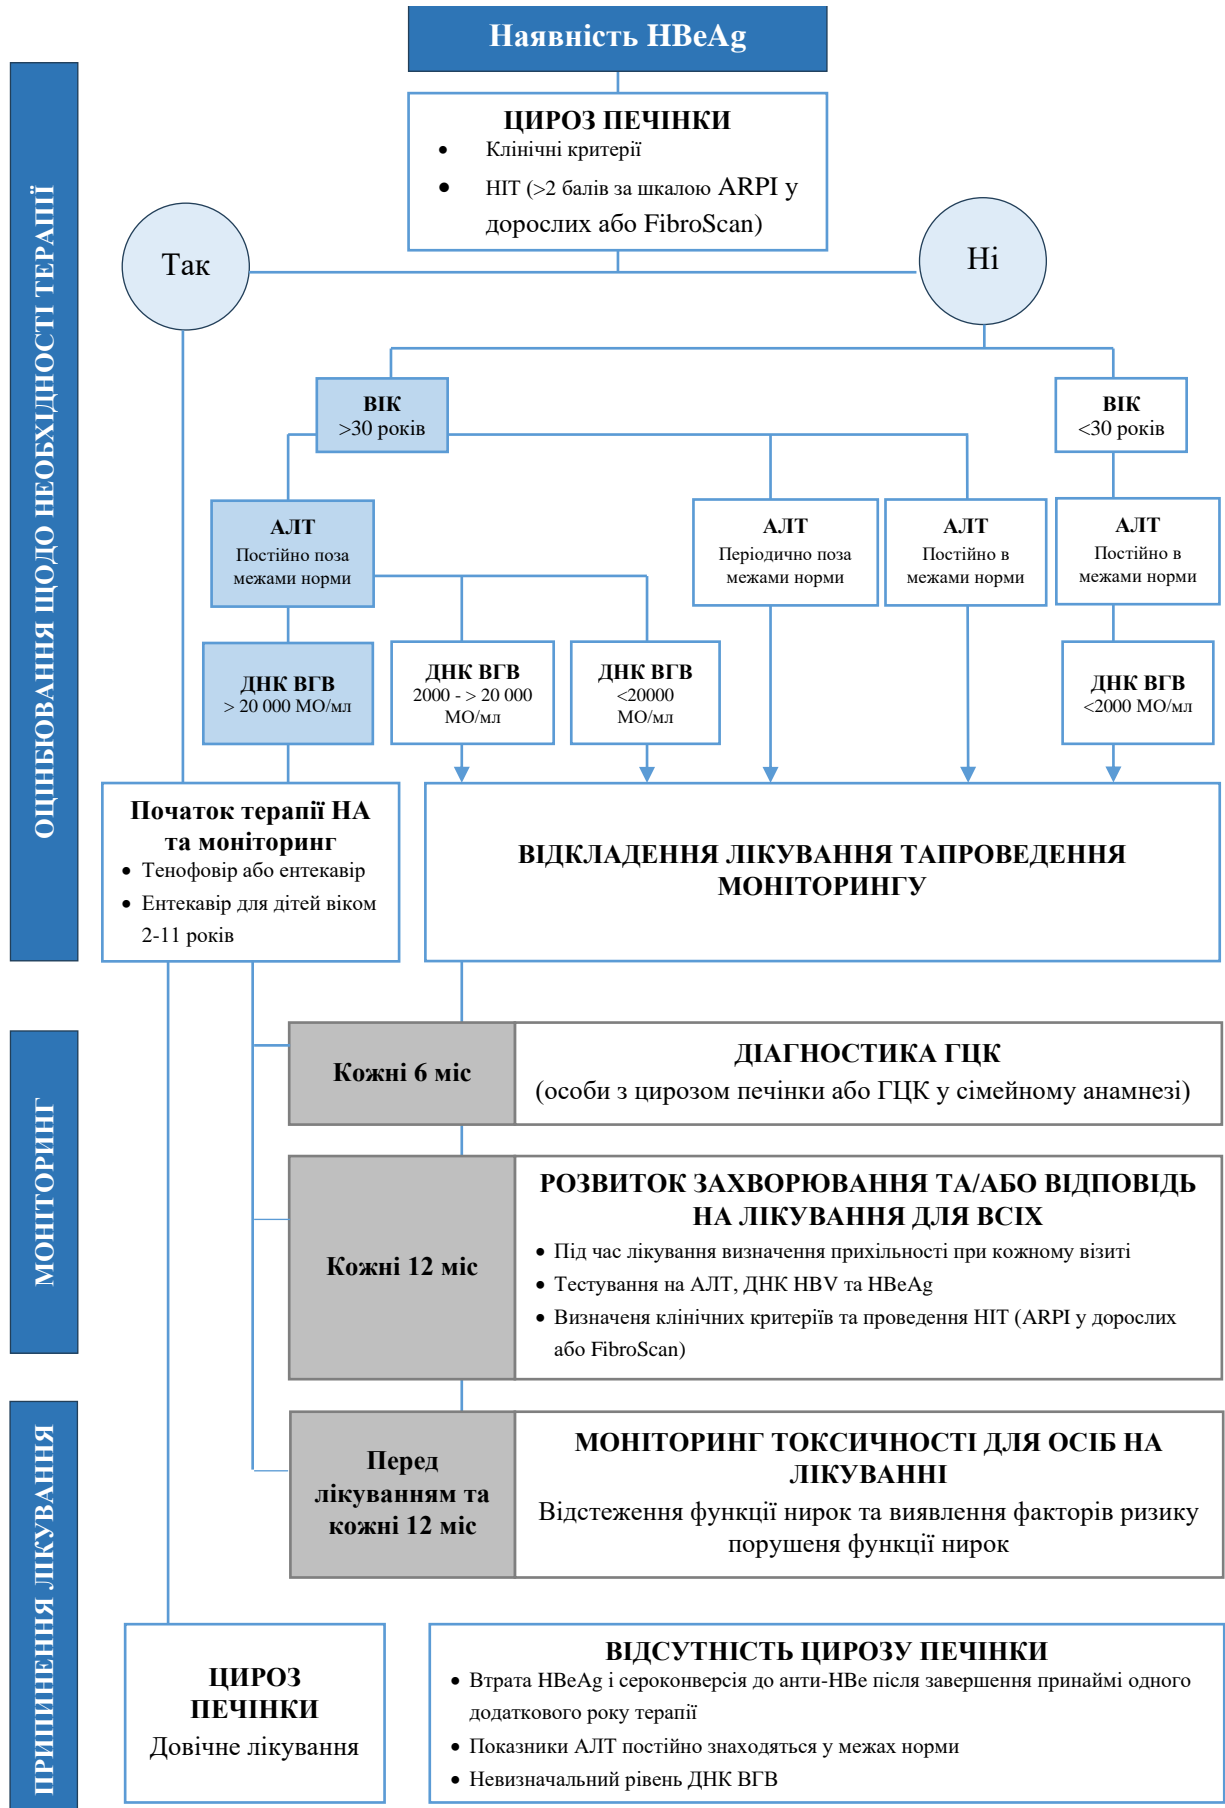 Наявність HBeAg
ОЦІНБЮВАННЯ ЩОДО НЕОБХІДНОСТІ ТЕРАПІЇ
ЦИРОЗ ПЕЧІНКИ
• Клінічні критерії
• НІТ (>2 балів за шкалою ARPI у
дорослих або FibroScan)
Так
Ні
ВІК
>30 років
ВІК
<30 років
АЛТ
Постійно поза
межами норми
АЛТ
Періодично поза
межами норми
АЛТ
Постійно в
межами норми
АЛТ
Постійно в
межами норми
ДНК ВГВ
> 20 000 МО/мл
ДНК ВГВ
2000 - > 20 000
МО/мл
ДНК ВГВ
<20000
МО/мл
ДНК ВГВ
<2000 МО/мл
Початок терапії НА
та моніторинг
• Тенофовір або ентекавір
• Ентекавір для дітей віком
2-11 років
ВІДКЛАДЕННЯ ЛІКУВАННЯ ТАПРОВЕДЕННЯ
МОНІТОРИНГУ
МОНІТОРИНГ
Кожні 6 міс
ДІАГНОСТИКА ГЦК
(особи з цирозом печінки або ГЦК у сімейному анамнезі)
Кожні 12 міс
РОЗВИТОК ЗАХВОРЮВАННЯ ТА/АБО ВІДПОВІДЬ
НА ЛІКУВАННЯ ДЛЯ ВСІХ
• Під час лікування визначення прихільності при кожному візиті
• Тестування на АЛТ, ДНК HBV та HBeAg
• Визначеня клінічних критеріїв та проведення НІТ (ARPI у дорослих
або FibroScan)
Перед
лікуванням та
кожні 12 міс
МОНІТОРИНГ ТОКСИЧНОСТІ ДЛЯ ОСІБ НА
ЛІКУВАННІ
Відстеження функції нирок та виявлення факторів ризику
порушеня функції нирок
ПРИПИНЕННЯ ЛІКУВАННЯ
ЦИРОЗ
ПЕЧІНКИ
Довічне лікування
ВІДСУТНІСТЬ ЦИРОЗУ ПЕЧІНКИ
• Втрата HBeAg і сероконверсія до анти-HBe після завершення принаймі одного
додаткового року терапії
• Показники АЛТ постійно знаходяться у межах норми
• Невизначальний рівень ДНК ВГВ